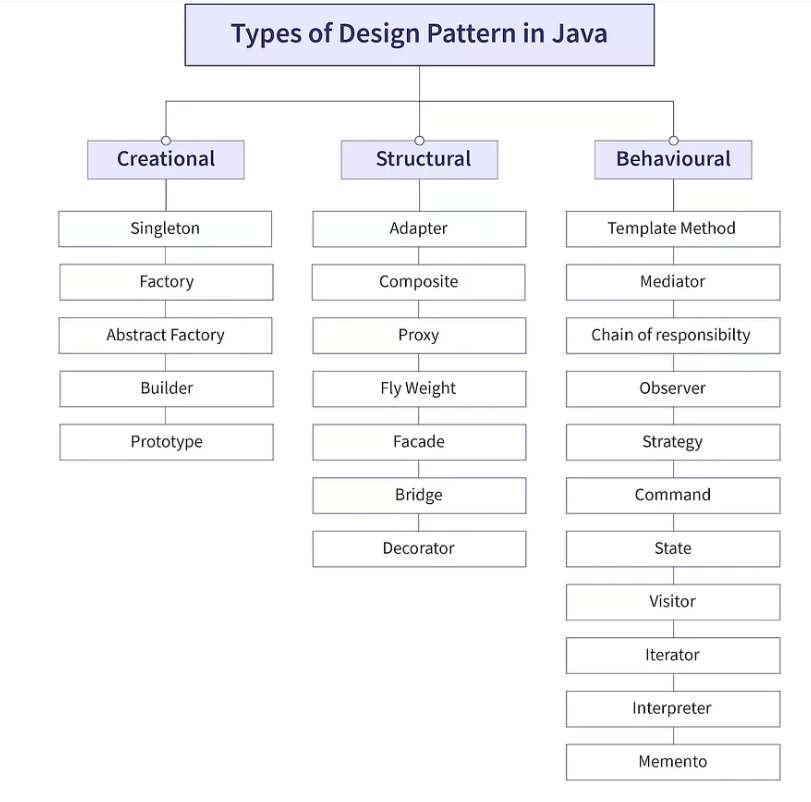 Types of Design Pattern in Java
Creational
Singleton
Factory
Abstract Factory
Builder
Prototype
Structural
Adapter
Composite
Proxy
Fly Weight
Facade
Bridge
Decorator
Behavioural
Template Method
Mediator
Chain of responsibilty
Observer
Strategy
Command
State
Visitor
Iterator
Interpreter
Memento